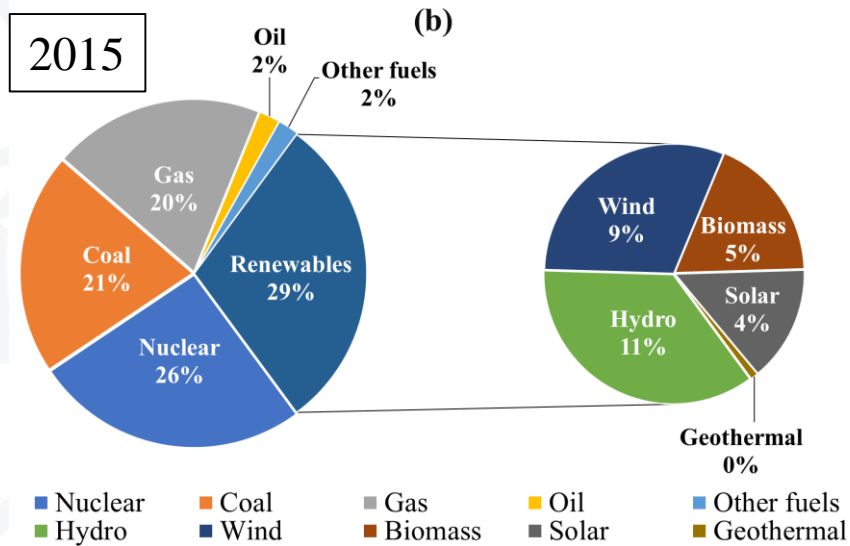 2015
(b)
Oil
2%
Other fuels
2%
Gas
20%
Coal
21%
Renewables
29%
Nuclear
26%
Wind
9%
Biomass
5%
Solar
4%
Hydro
11%
Geothermal
0%
Nuclear Coal Gas Oil Other fuels
Hydro Wind Biomass Solar Geothermal